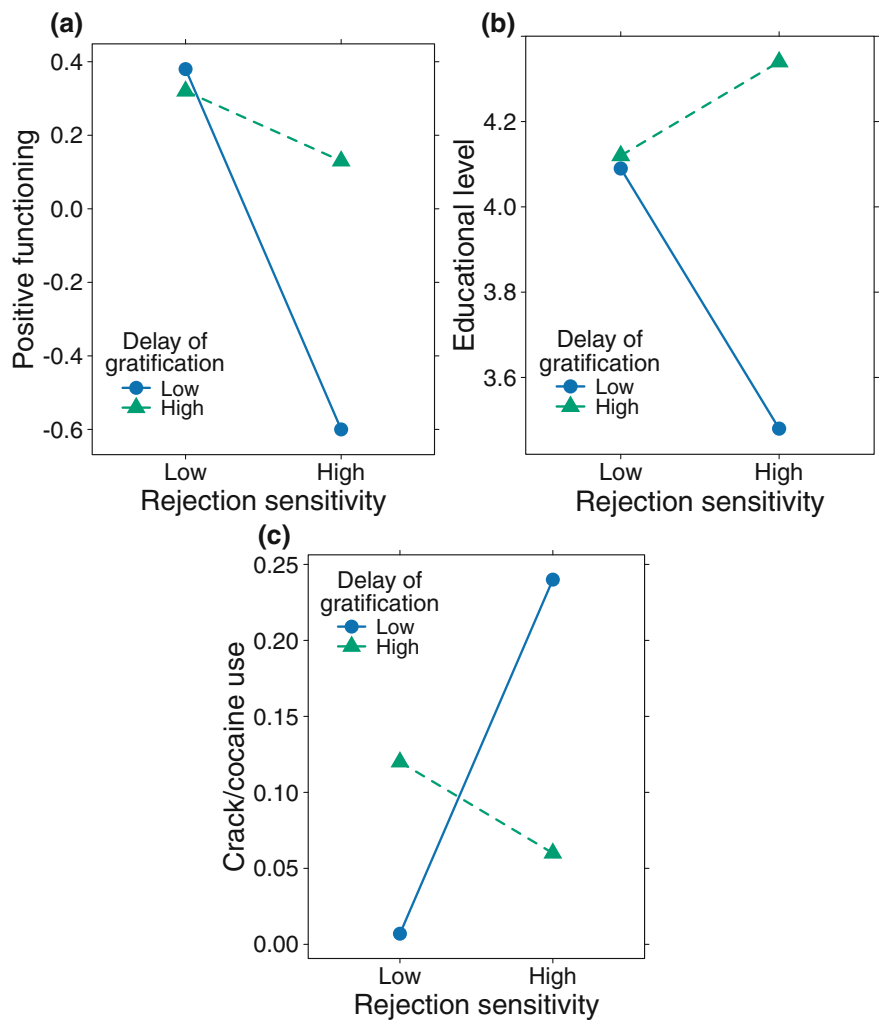 (a)
Positive functioning
0.4
0.2
0.0
-0.2
-0.4
-0.6
Delay of
gratification
Low
High
Low High
Rejection sensitivity
(b)
Educational level
4.2
4.0
3.8
3.6
Delay of
gratification
Low
High
Low High
Rejection sensitivity
(c)
Crack/cocaine use
0.25
0.20
0.15
0.10
0.05
0.00
Delay of
gratification
Low
High
Low High
Rejection sensitivity